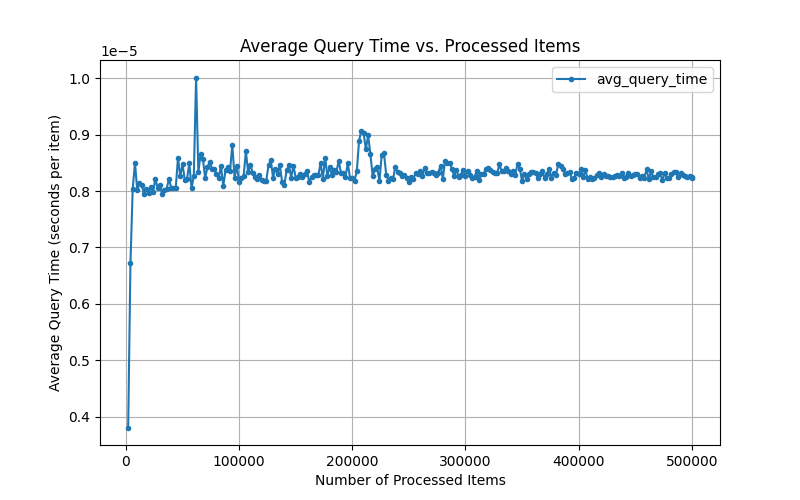 Average Query Time vs. Processed Items
1e−5
avg_query_time
1.0
0.9
0.8
0.7
0.6
0.5
0.4
Average Query Time (seconds per item)
0 100000 200000 300000 400000 500000
Number of Processed Items